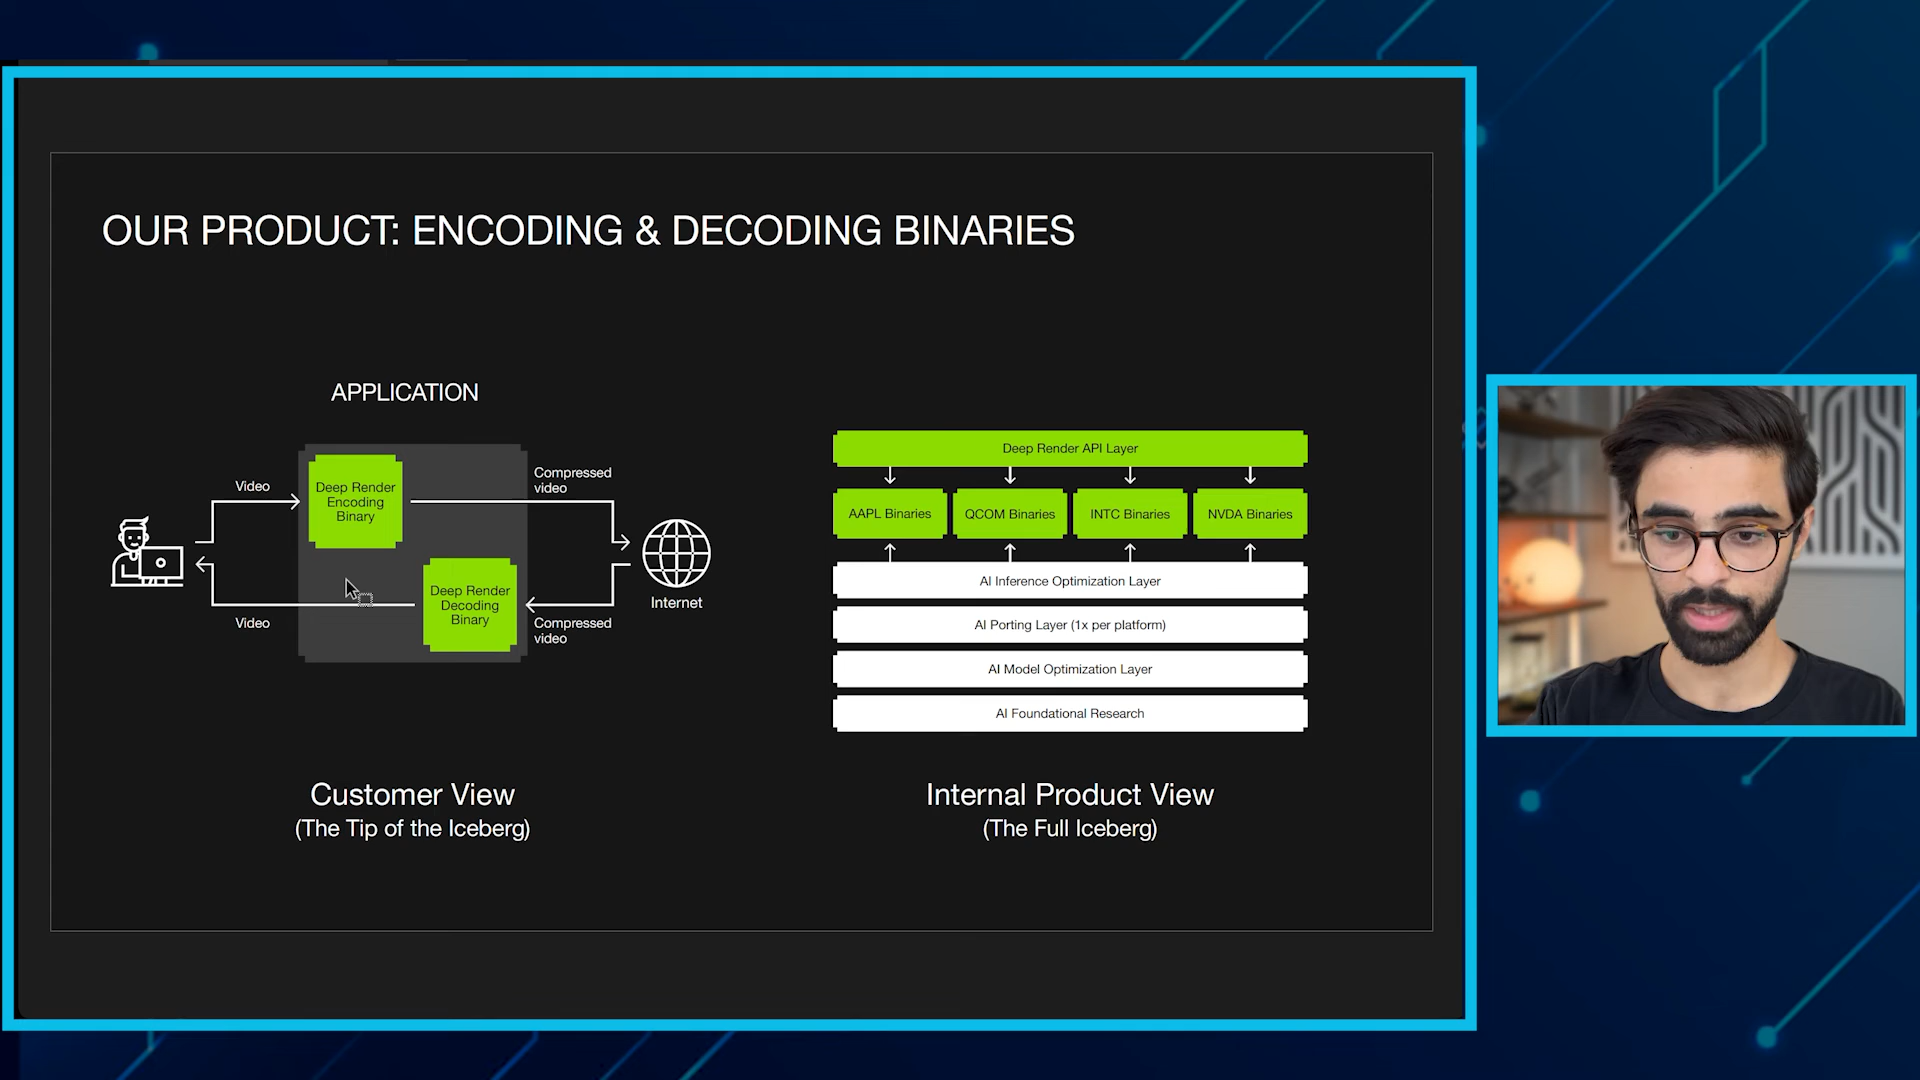 OUR PRODUCT: ENCODING & DECODING BINARIES
APPLICATION
Video
Deep Render
Encoding
Binary
Compressed
video
Deep Render
Decoding
Binary
Internet
Video
Compressed
video
Customer View
(The Tip of the Iceberg)
Deep Render API Layer
AAPL Binaries
QCOM Binaries
INTC Binaries
NVDA Binaries
AI Inference Optimization Layer
AI Porting Layer (1x per platform)
AI Model Optimization Layer
AI Foundational Research
Internal Product View
(The Full Iceberg)